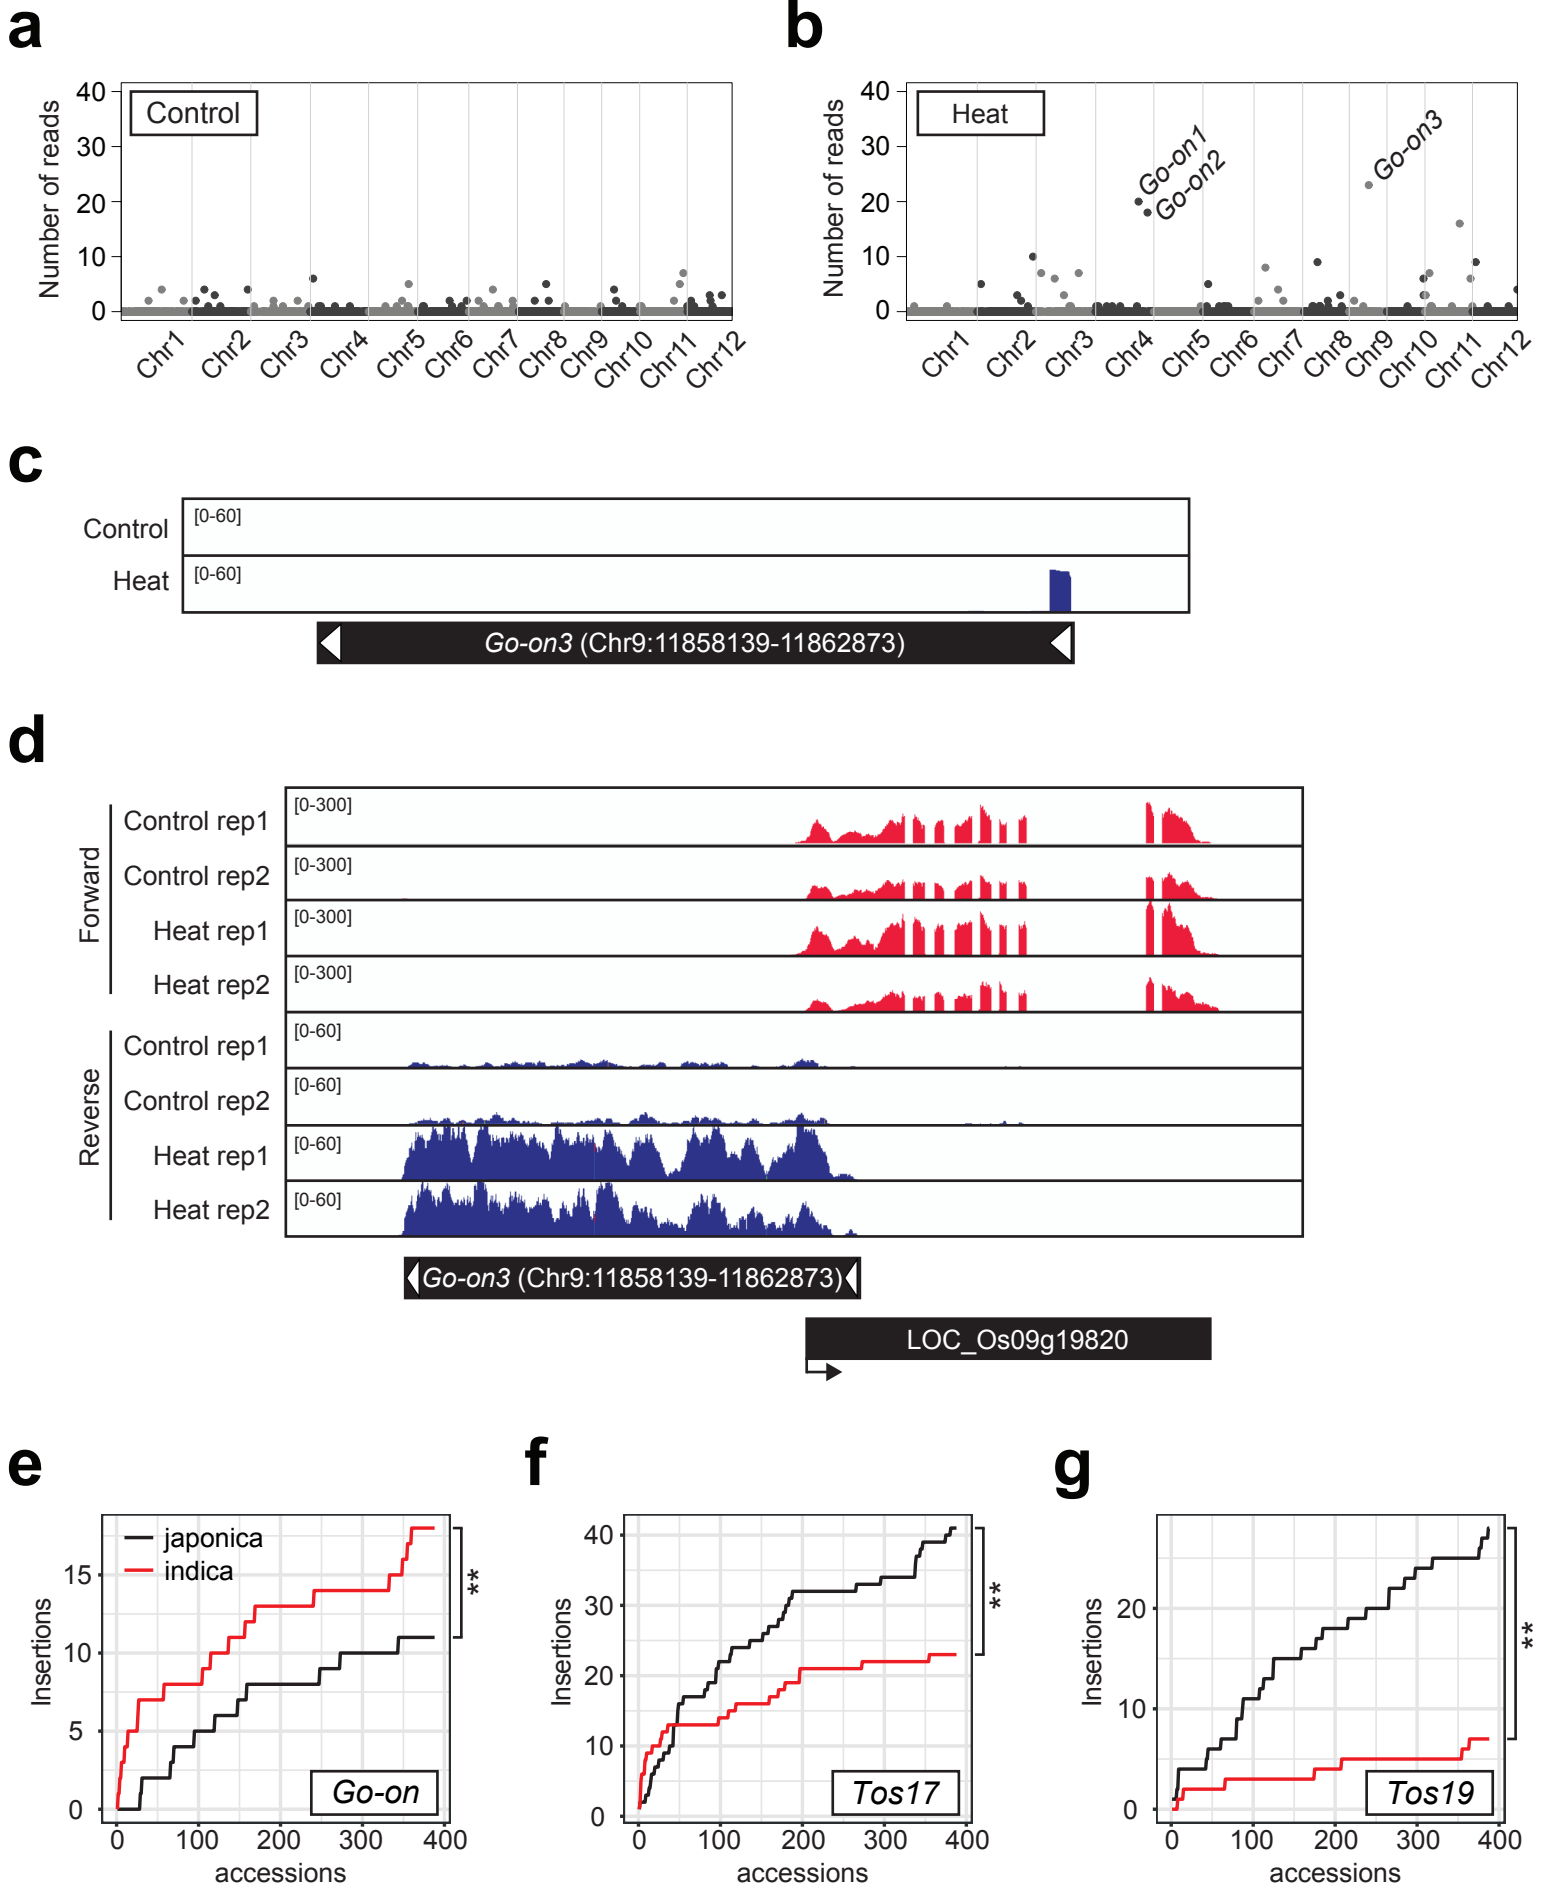 a
40
30
20
10
0
Number of reads
Control
Chr1
Chr2
Chr3
Chr4
Chr5
Chr6
Chr7
Chr8
Chr9
Chr10
Chr11
Chr12
b
40
30
20
10
0
Number of reads
Heat
Go-on1
Go-on2
Go-on3
Chr1
Chr2
Chr3
Chr4
Chr5
Chr6
Chr7
Chr8
Chr9
Chr10
Chr11
Chr12
c
Control
[0-60]
Heat
[0-60]
Go-on3 (Chr9:11858139-11862873)
d
Forward
Control rep1
[0-300]
Control rep2
[0-300]
Heat rep1
[0-300]
Heat rep2
[0-300]
Reverse
Control rep1
[0-60]
Control rep2
[0-60]
Heat rep1
[0-60]
Heat rep2
[0-60]
Go-on3 (Chr9:11858139-11862873)
LOC_Os09g19820
e
japonica
indica
15
10
5
0
Insertions
**
Go-on
0 100 200 300 400
accessions
f
40
30
20
10
0
Insertions
**
Tos17
0 100 200 300 400
accessions
g
20
10
0
Insertions
**
Tos19
0 100 200 300 400
accessions